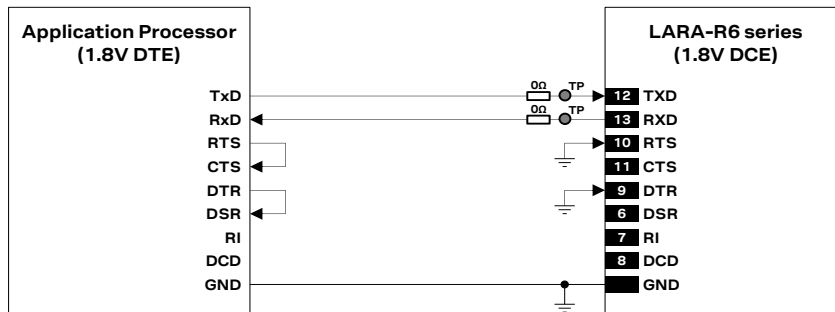 Application Processor
(1.8V DTE)
LARA-R6 series
(1.8V DCE)
TxD 0Ω TP 12 TXD
RxD 0Ω TP 13 RXD
RTS 10 RTS
CTS 11 CTS
DTR 9 DTR
DSR 6 DSR
RI 7 RI
DCD 8 DCD
GND GND